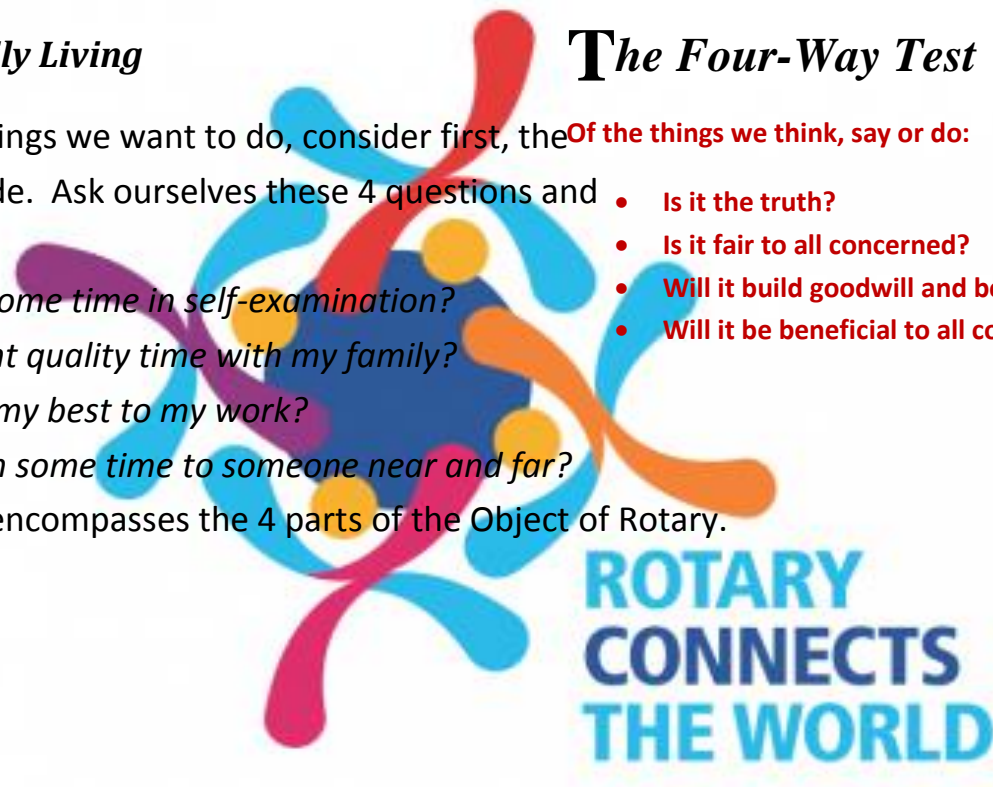 lly Living
ings we want to do, consider first, the
de. Ask ourselves these 4 questions and
ome time in self-examination?
nt quality time with my family?
my best to my work?
n some time to someone near and far?
encompasses the 4 parts of the Object of Rotary.
The Four-Way Test
Of the things we think, say or do:
• Is it the truth?
• Is it fair to all concerned?
• Will it build goodwill and be
• Will it be beneficial to all co
ROTARY
CONNECTS
THE WORLD